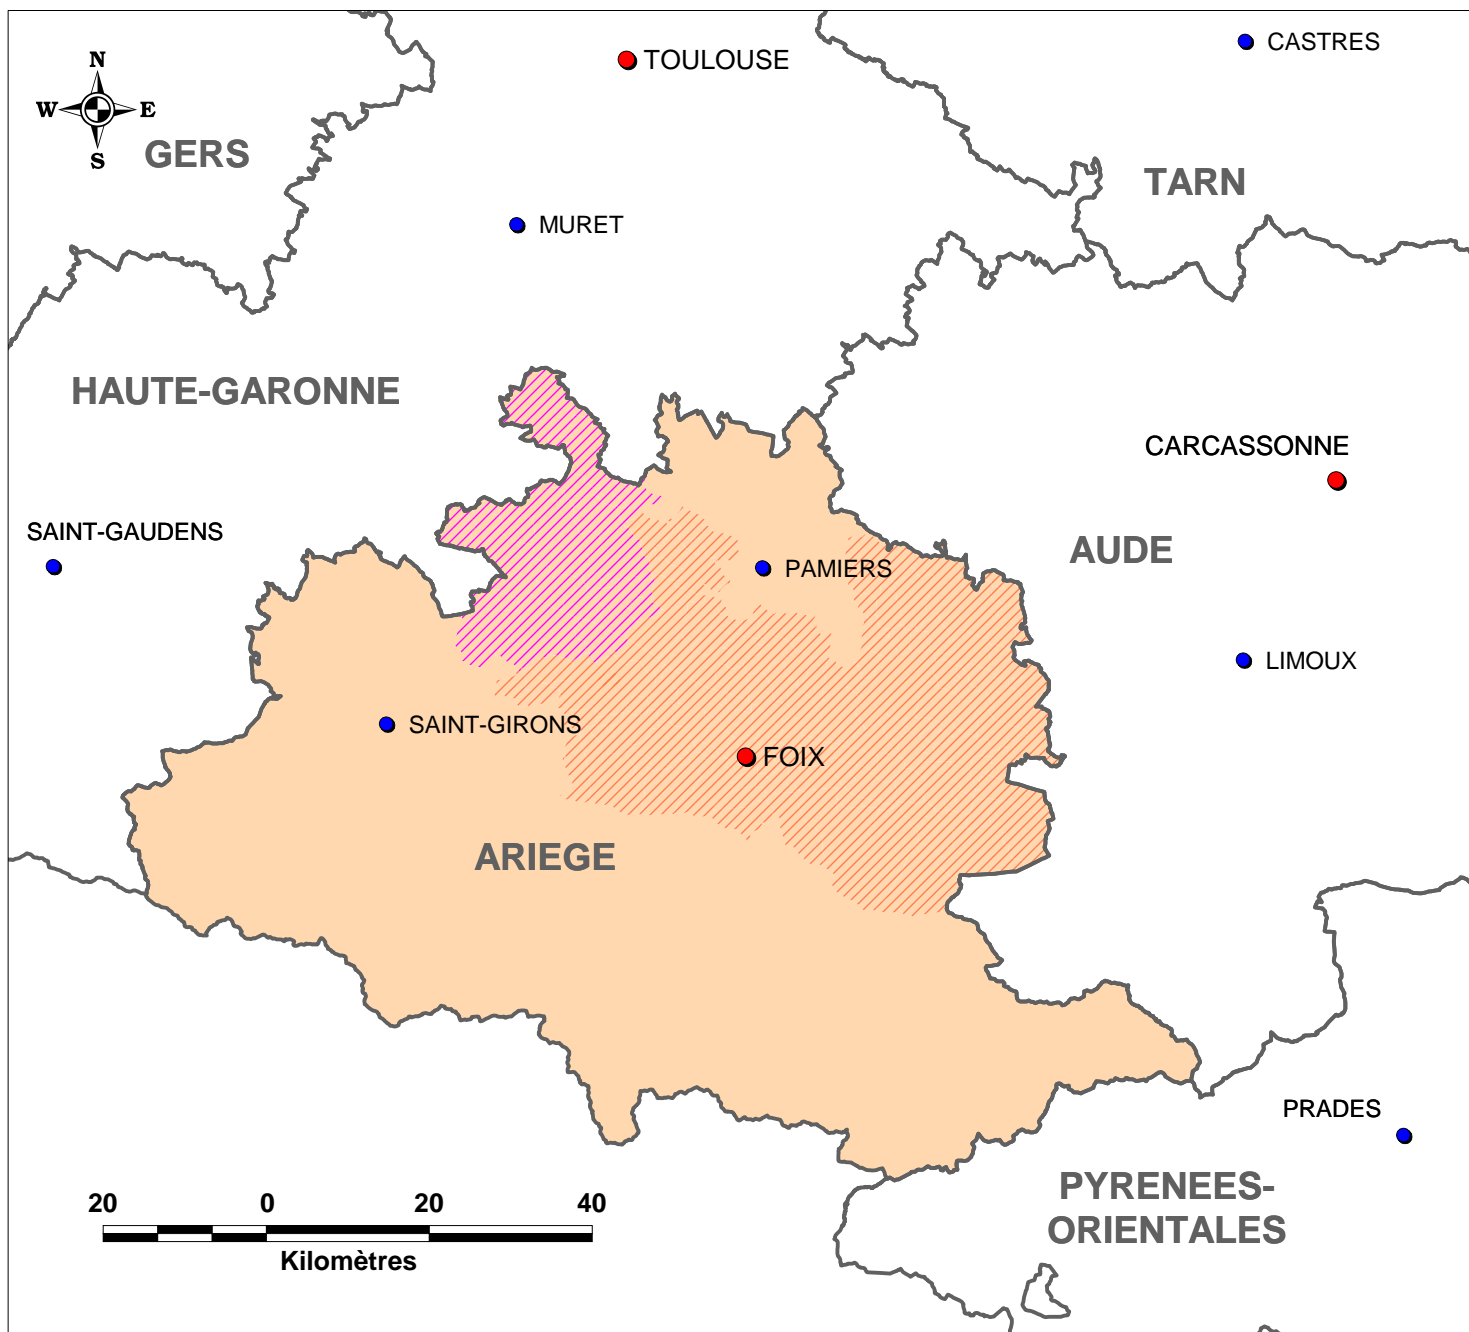 TOULOUSE
CASTRES
N
W E
S
GERS
TARN
MURET
HAUTE-GARONNE
CARCASSONNE
SAINT-GAUDENS
AUDE
PAMIERS
LIMOUX
SAINT-GIRONS
FOIX
ARIEGE
PRADES
PYRENEES-
ORIENTALES
20 0 20 40
Kilomètres